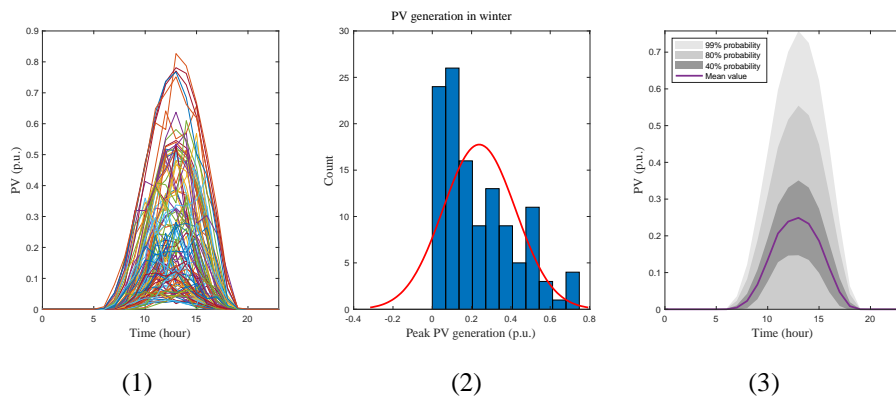 PV generation in winter
0.9
0.8
0.7
0.6
0.5
0.4
0.3
0.2
0.1
0
PV (p.u.)
0 5 10 15 20
Time (hour)
(1)
30
25
20
15
10
5
0
Count
-0.4 -0.2 0 0.2 0.4 0.6 0.8
Peak PV generation (p.u.)
(2)
0.7
0.6
0.5
0.4
0.3
0.2
0.1
0
PV (p.u.)
99% probability
80% probability
40% probability
Mean value
0 5 10 15 20
Time (hour)
(3)